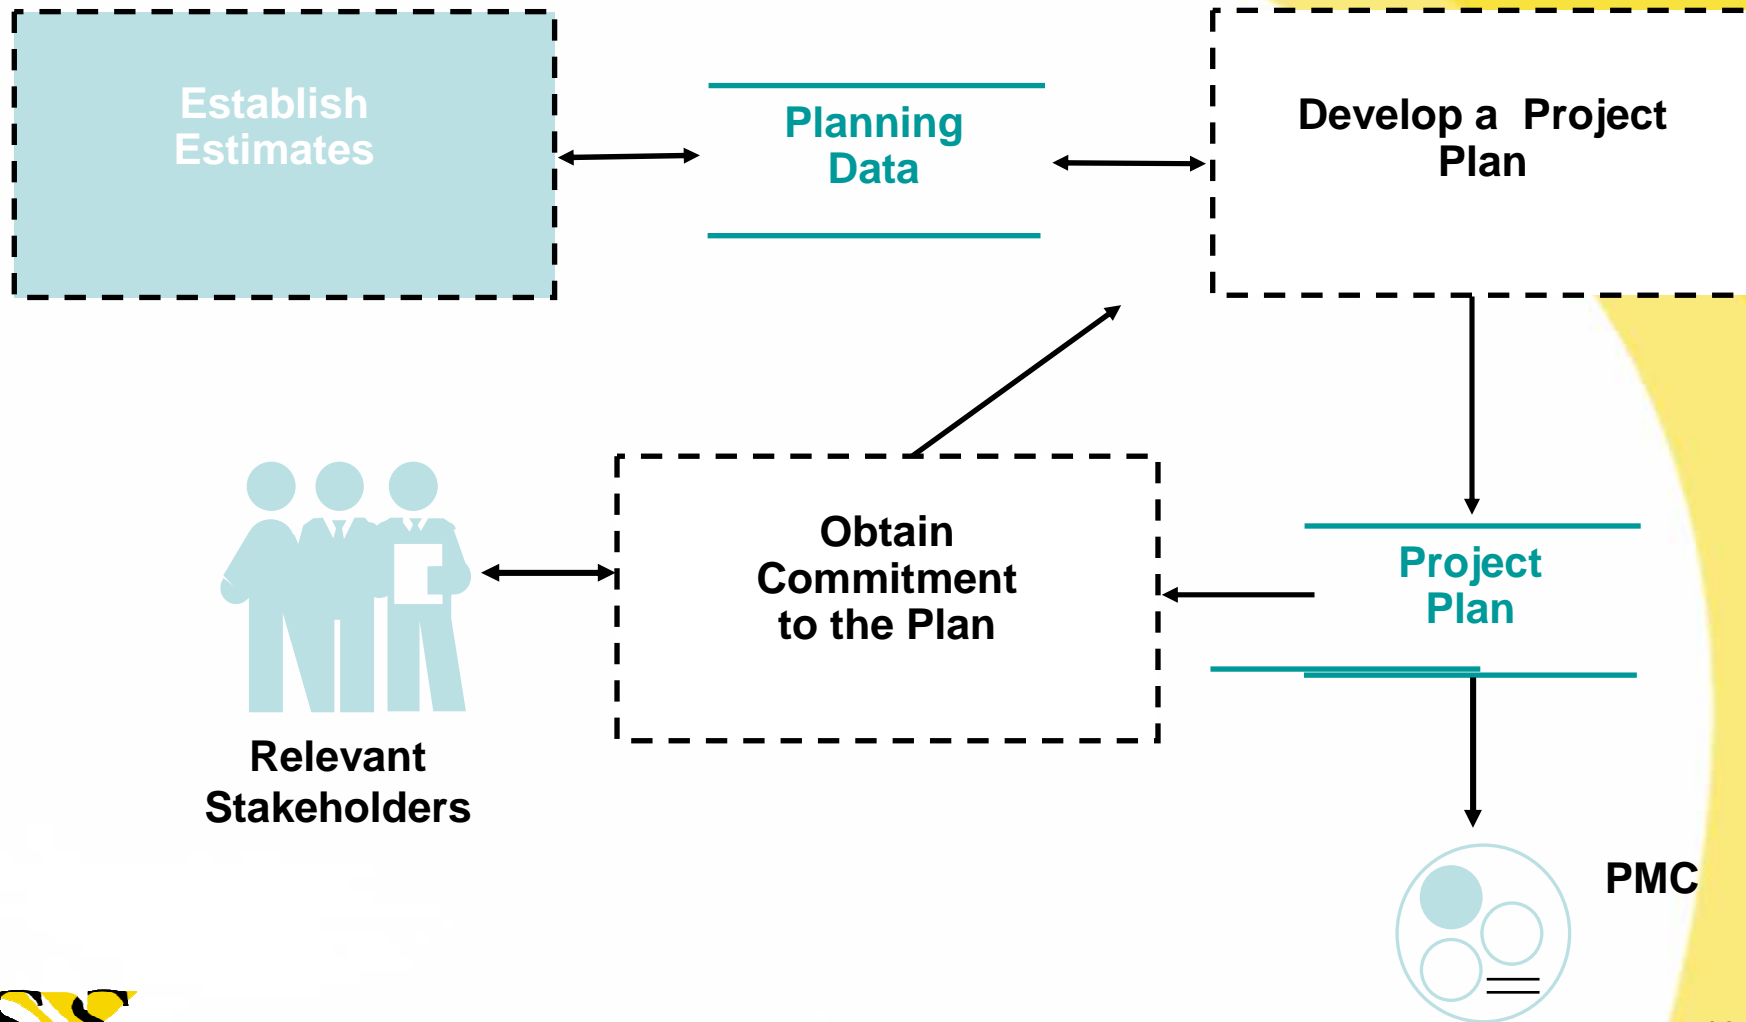 Establish
Estimates
Planning
Data
Develop a  Project
Plan
Obtain
Commitment
to the Plan
Project
Plan
Relevant
Stakeholders
PMC